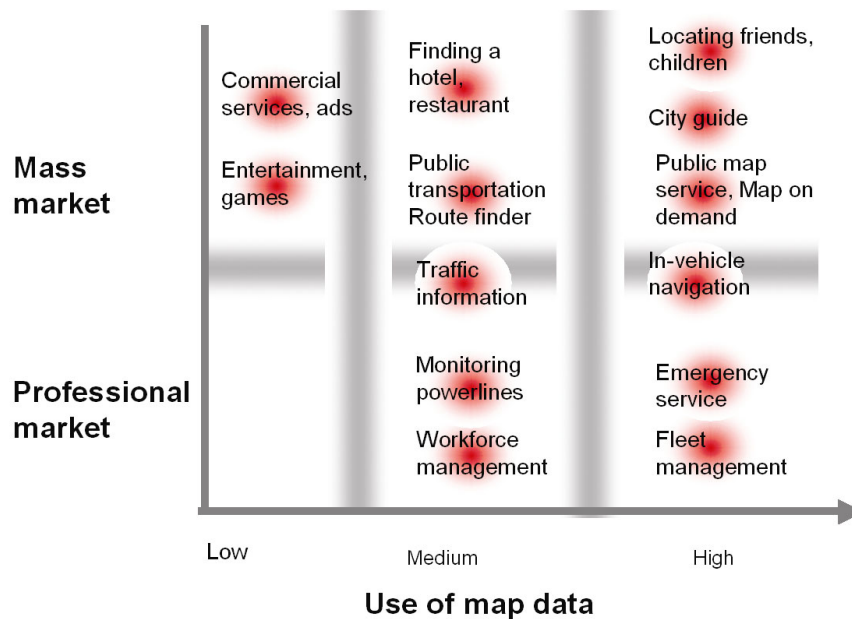 Mass
market
Professional
market
Commercial
services, ads
Entertainment,
games
Finding a
hotel,
restaurant
Public
transportation
Route finder
Traffic
information
Monitoring
powerlines
Workforce
management
Locating friends,
children
City guide
Public map
service, Map on
demand
In-vehicle
navigation
Emergency
service
Fleet
management
Low
Medium
High
Use of map data